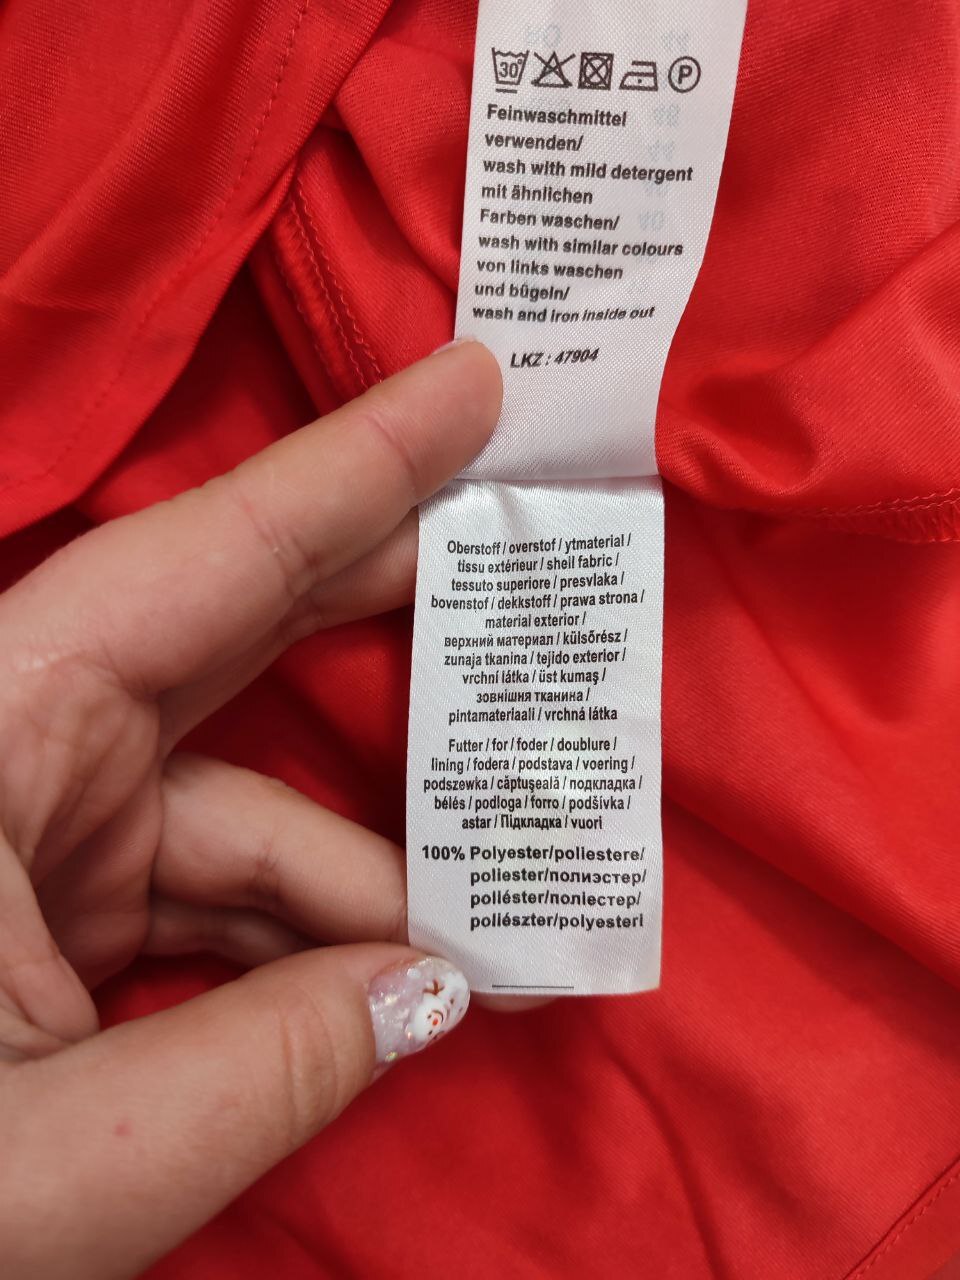 30°
P
Feinwaschmittel
verwenden/
wash with mild detergent
mit ähnlichen
Farben waschen/
wash with similar colours
von links waschen
und bügeln/
wash and iron inside out
LKZ : 47904
Oberstoff / overstof / ytmaterial /
tissu extérieur / shell fabric /
tessuto superiore / presvlaka /
bovenstof / dekkstoff / prawa strona /
material exterior /
верхний материал / külsőrész /
zunaja tkanina / tejido exterior /
vrchní látka / üst kumaş /
зовнішня тканина /
pintamateriaali / vrchná látka
Futter / for / foder / doublure /
lining / fodera / podstava / voering /
podszewka / căptuşeală / подкладка /
bélés / podloga / forro / podšívka /
astar / Підкладка / vuori
100% Polyester/poliestere/
poliester/полиэстер/
poliéster/поліестер/
poliészter/polyesteri